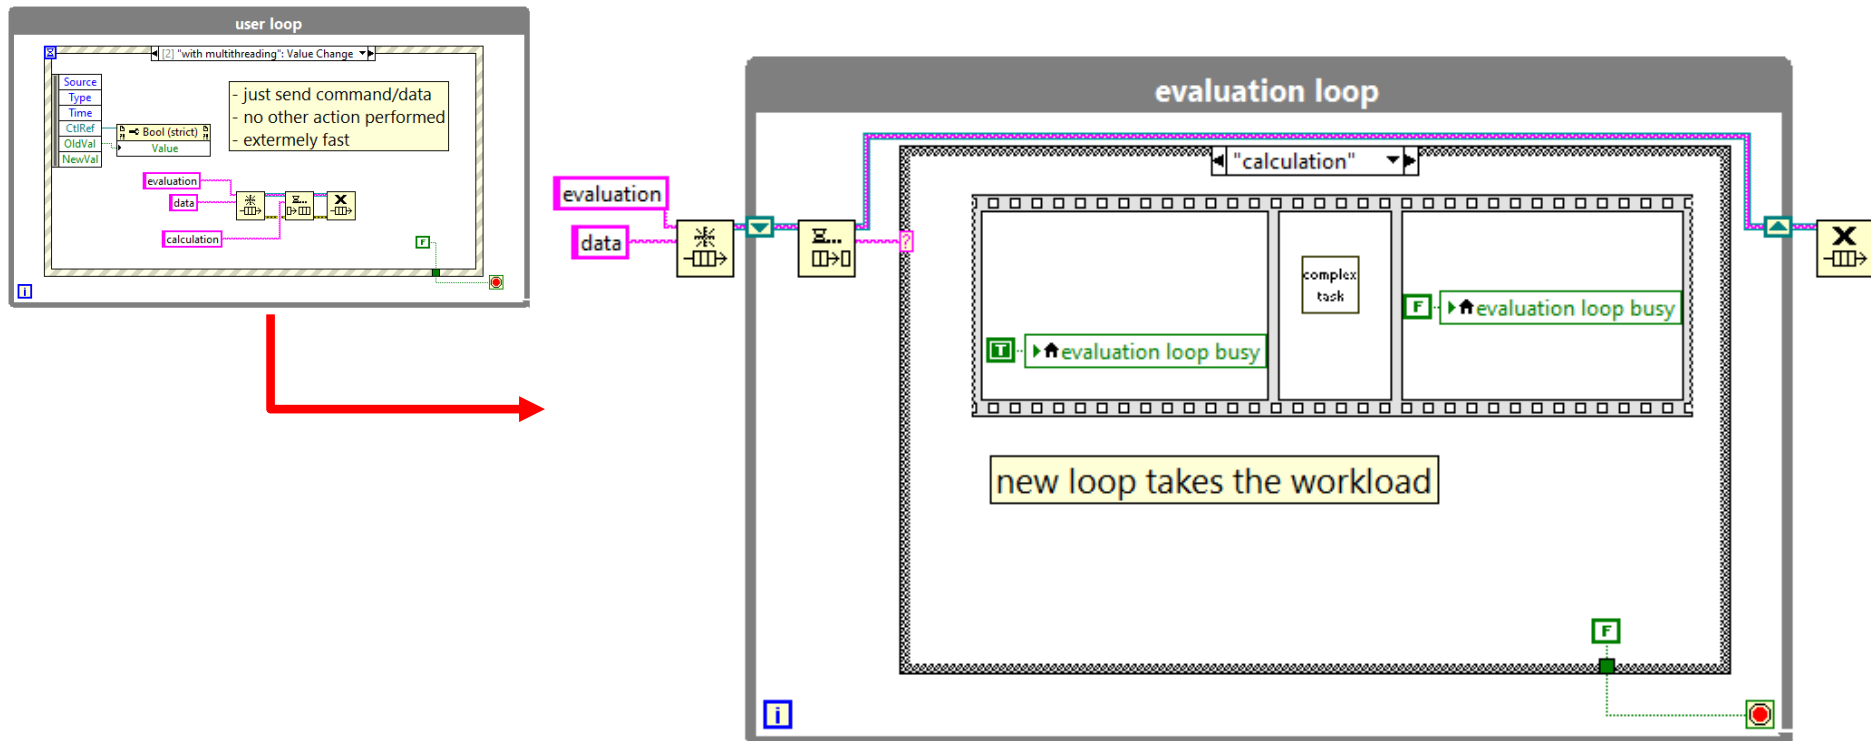 user loop
[2] "with multithreading": Value Change
Source
Type
Time
CtlRef
OldVal
NewVal
Bool (strict)
Value
- just send command/data
- no other action performed
- extermely fast
evaluation
data
calculation
F
i
evaluation loop
"calculation"
evaluation
data
?
T
evaluation loop busy
complex
task
F
evaluation loop busy
new loop takes the workload
F
i